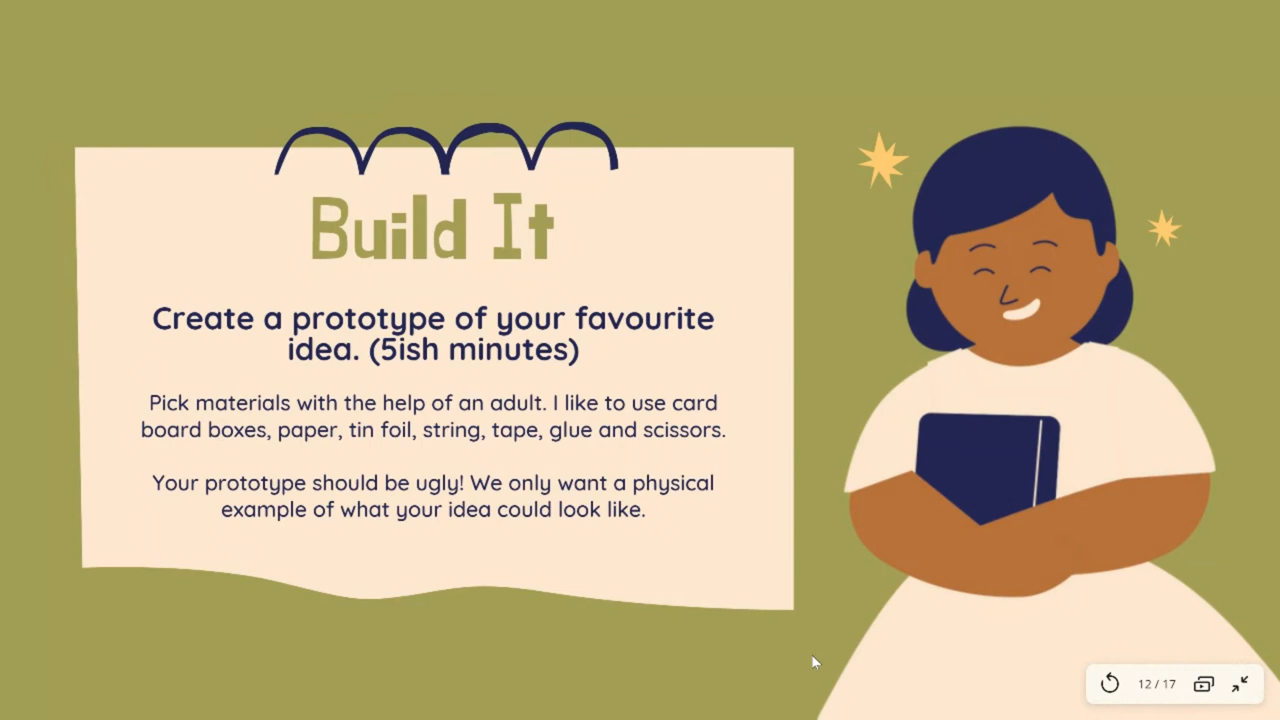 Build It
Create a prototype of your favourite
idea. (5ish minutes)
Pick materials with the help of an adult. I like to use card
board boxes, paper, tin foil, string, tape, glue and scissors.
Your prototype should be ugly! We only want a physical
example of what your idea could look like.
12 / 17